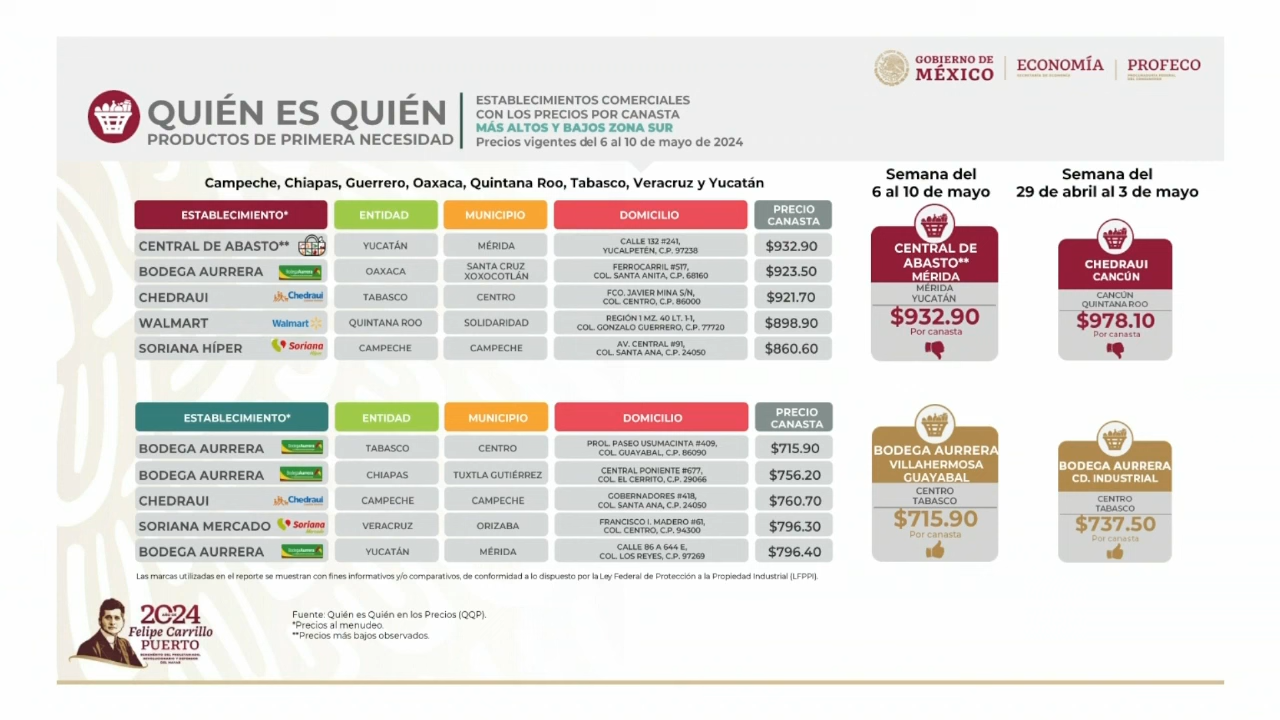 GOBIERNO DE
MÉXICO
ECONOMÍA
PROFECO
QUIÉN ES QUIÉN
PRODUCTOS DE PRIMERA NECESIDAD
ESTABLECIMIENTOS COMERCIALES
CON LOS PRECIOS POR CANASTA
MÁS ALTOS Y BAJOS ZONA SUR
Precios vigentes del 6 al 10 de mayo de 2024
Campeche, Chiapas, Guerrero, Oaxaca, Quintana Roo, Tabasco, Veracruz y Yucatán
ESTABLECIMIENTO* ENTIDAD MUNICIPIO DOMICILIO PRECIO CANASTA
CENTRAL DE ABASTO** YUCATÁN MÉRIDA CALLE 132 #241, YUCALPETÉN, C.P. 97238 $932.90
BODEGA AURRERA OAXACA SANTA CRUZ XOXOCOTLÁN FERROCARRIL #517, COL. SANTA ANITA, C.P. 68160 $923.50
CHEDRAUI Chedraui TABASCO CENTRO FCO. JAVIER MINA S/N, COL. CENTRO, C.P. 86000 $921.70
WALMART Walmart QUINTANA ROO SOLIDARIDAD REGIÓN 1 MZ. 40 LT. 1-1, COL. GONZALO GUERRERO, C.P. 77720 $898.90
SORIANA HÍPER Soriana CAMPECHE CAMPECHE AV. CENTRAL #91, COL. SANTA ANA, C.P. 24050 $860.60
Semana del
6 al 10 de mayo
CENTRAL DE
ABASTO**
MÉRIDA
MÉRIDA
YUCATÁN
$932.90
Por canasta
Semana del
29 de abril al 3 de mayo
CHEDRAUI
CANCÚN
CANCÚN
QUINTANA ROO
$978.10
Por canasta
ESTABLECIMIENTO* ENTIDAD MUNICIPIO DOMICILIO PRECIO CANASTA
BODEGA AURRERA TABASCO CENTRO PROL. PASEO USUMACINTA #409, COL. GUAYABAL, C.P. 86090 $715.90
BODEGA AURRERA CHIAPAS TUXTLA GUTIÉRREZ CENTRAL PONIENTE #677, COL. EL CERRITO, C.P. 29066 $756.20
CHEDRAUI Chedraui CAMPECHE CAMPECHE GOBERNADORES #418, COL. SANTA ANA, C.P. 24050 $760.70
SORIANA MERCADO Soriana VERACRUZ ORIZABA FRANCISCO I. MADERO #61, COL. CENTRO, C.P. 94300 $796.30
BODEGA AURRERA YUCATÁN MÉRIDA CALLE 86 A 644 E, COL. LOS REYES, C.P. 97269 $796.40
BODEGA AURRERA
VILLAHERMOSA
GUAYABAL
CENTRO
TABASCO
$715.90
Por canasta
BODEGA AURRERA
CD. INDUSTRIAL
CENTRO
TABASCO
$737.50
Por canasta
Las marcas utilizadas en el reporte se muestran con fines informativos y/o comparativos, de conformidad a lo dispuesto por la Ley Federal de Protección a la Propiedad Industrial (LFPPI).
2024
Felipe Carrillo
PUERTO
Fuente: Quién es Quién en los Precios (QQP).
*Precios al menudeo.
**Precios más bajos observados.